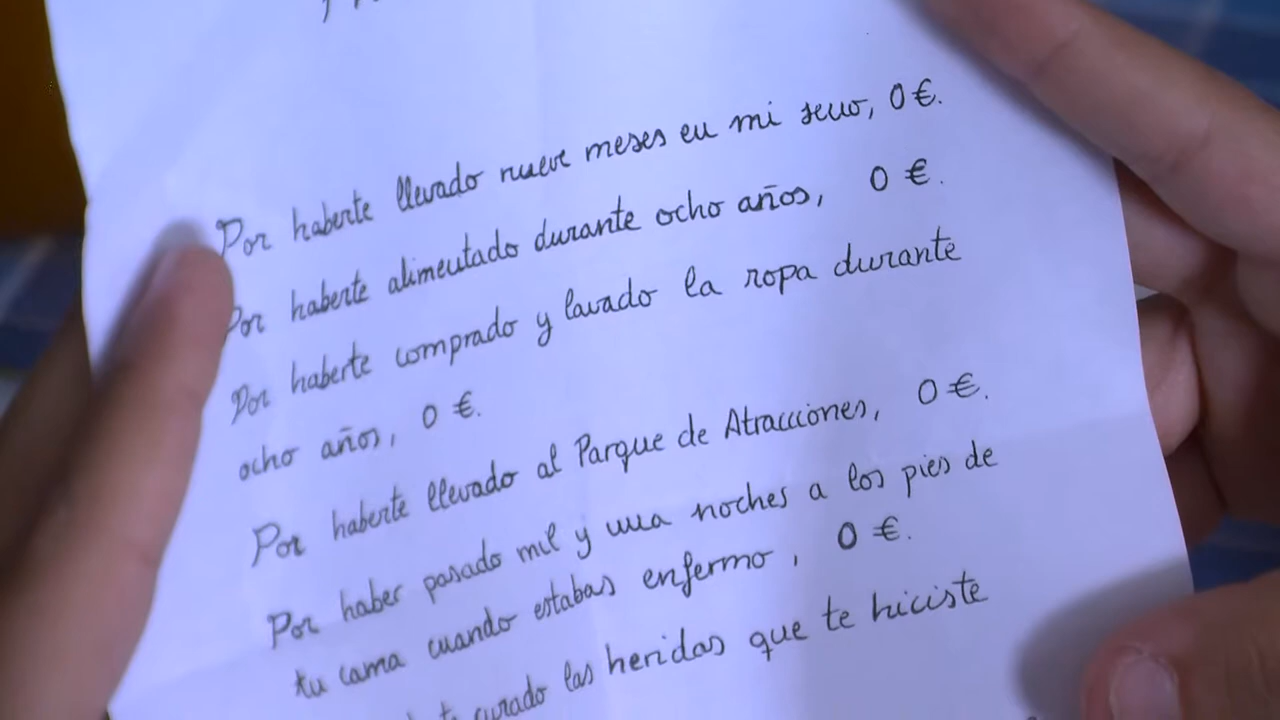 Por haberte llevado nueve meses en mi seno, 0 €.
Por haberte alimentado durante ocho años, 0 €.
Por haberte comprado y lavado la ropa durante
ocho años, 0 €.
Por haberte llevado al Parque de Atracciones, 0 €.
Por haber pasado mil y una noches a los pies de
tu cama cuando estabas enfermo, 0 €.
curado las heridas que te hiciste